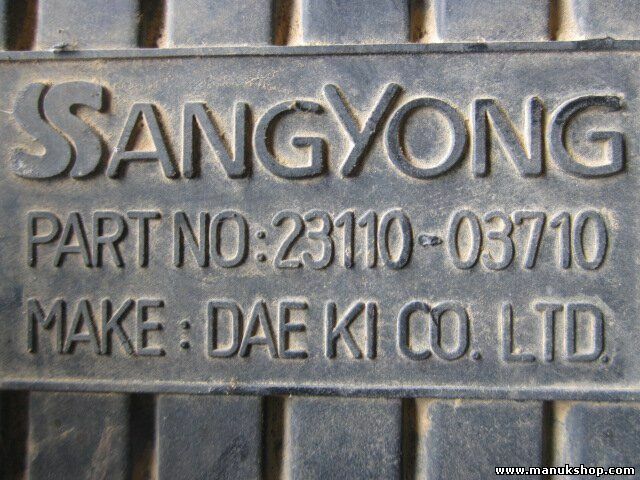 SSANGYONG
PART NO:23110-03710
MAKE : DAE KI CO. LTD.
www.manukshop.com